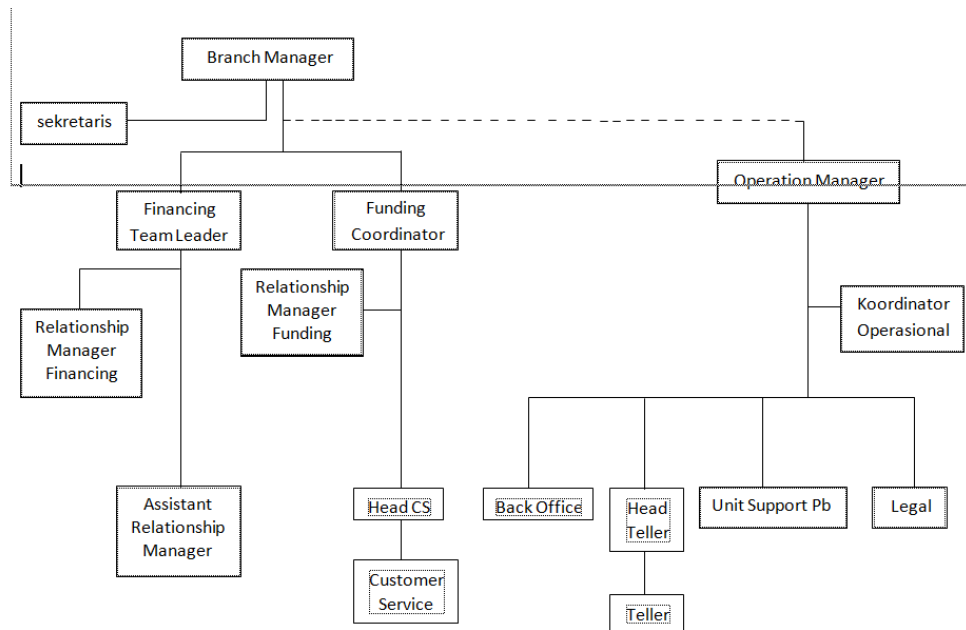 Branch Manager
sekretaris
Operation Manager
Financing
Team Leader
Funding
Coordinator
Relationship
Manager
Financing
Relationship
Manager
Funding
Koordinator
Operasional
Assistant
Relationship
Manager
Head CS
Customer
Service
Back Office
Head
Teller
Teller
Unit Support Pb
Legal